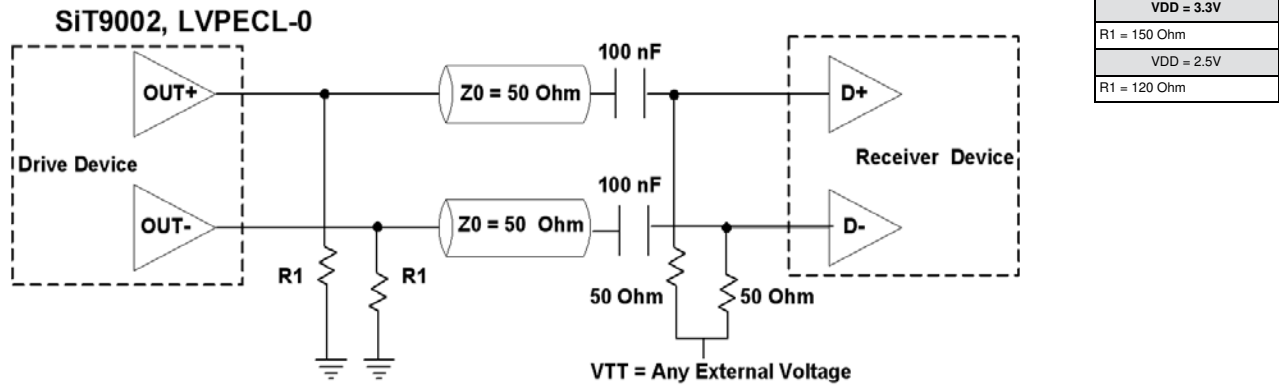 SiT9002, LVPECL-0
VDD = 3.3V
R1 = 150 Ohm
VDD = 2.5V
R1 = 120 Ohm
100 nF
OUT+
Z0 = 50 Ohm
D+
Drive Device
Receiver Device
100 nF
OUT-
Z0 = 50 Ohm
D-
R1
R1
50 Ohm
50 Ohm
VTT = Any External Voltage